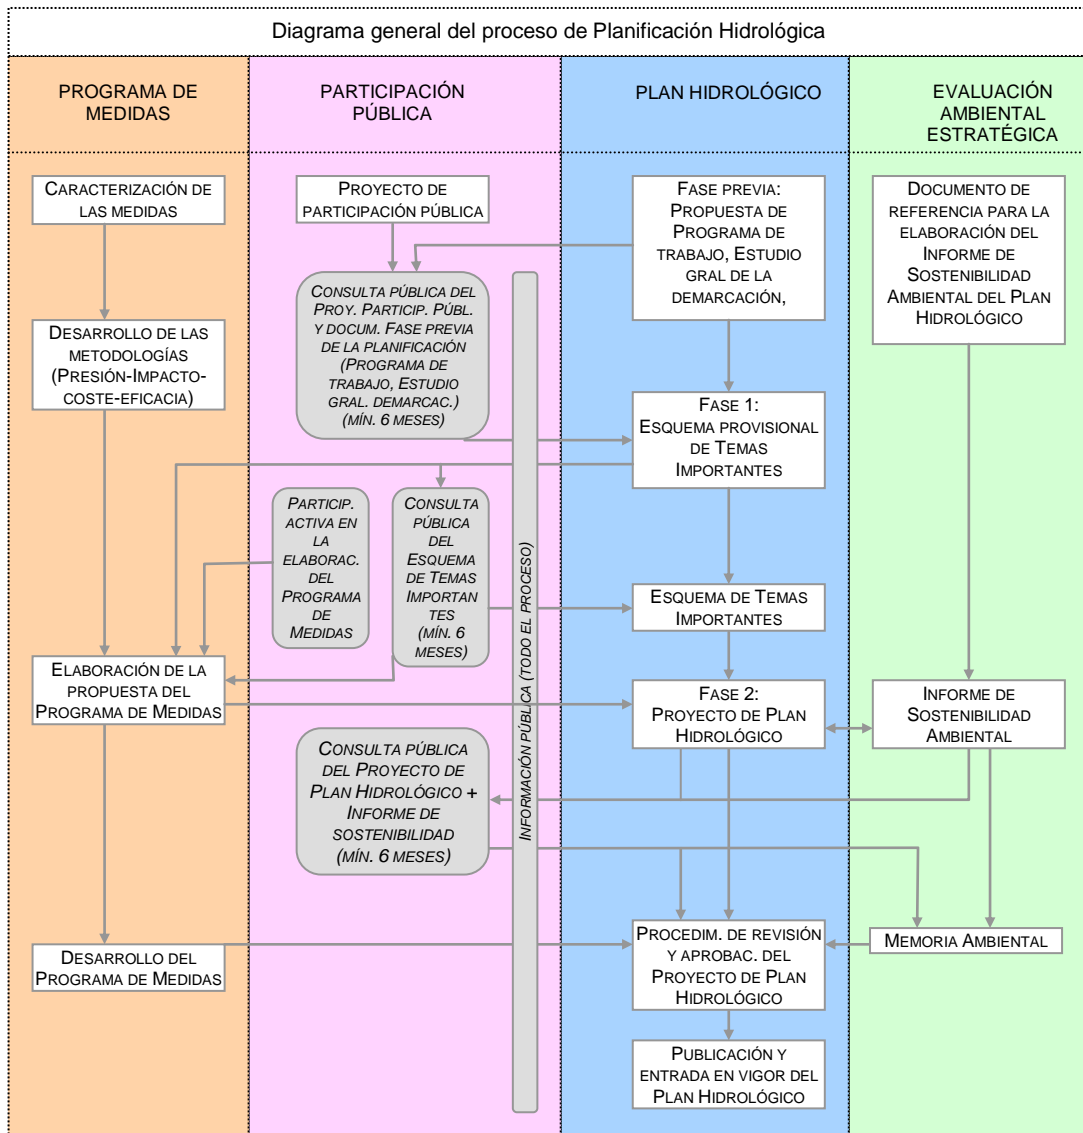 Diagrama general del proceso de Planificación Hidrológica
PROGRAMA DE
MEDIDAS
PARTICIPACIÓN
PÚBLICA
PLAN HIDROLÓGICO
EVALUACIÓN
AMBIENTAL
ESTRATÉGICA
CARACTERIZACIÓN DE
LAS MEDIDAS
DESARROLLO DE LAS
METODOLOGÍAS
(PRESIÓN-IMPACTO-
COSTE-EFICACIA)
ELABORACIÓN DE LA
PROPUESTA DEL
PROGRAMA DE MEDIDAS
DESARROLLO DEL
PROGRAMA DE MEDIDAS
PROYECTO DE
PARTICIPACIÓN PÚBLICA
CONSULTA PÚBLICA DEL
PROY. PARTICIP. PÚBL.
Y DOCUM. FASE PREVIA
DE LA PLANIFICACIÓN
(PROGRAMA DE
TRABAJO, ESTUDIO
GRAL. DEMARCAC.)
(MÍN. 6 MESES)
PARTICIP.
ACTIVA EN
LA
ELABORAC.
DEL
PROGRAMA
DE
MEDIDAS
CONSULTA
PÚBLICA
DEL
ESQUEMA
DE TEMAS
IMPORTAN
TES
(MÍN. 6
MESES)
CONSULTA PÚBLICA
DEL PROYECTO DE
PLAN HIDROLÓGICO +
INFORME DE
SOSTENIBILIDAD
(MÍN. 6 MESES)
INFORMACIÓN PÚBLICA (TODO EL PROCESO)
FASE PREVIA:
PROPUESTA DE
PROGRAMA DE
TRABAJO, ESTUDIO
GRAL DE LA
DEMARCACIÓN,
FASE 1:
ESQUEMA PROVISIONAL
DE TEMAS
IMPORTANTES
ESQUEMA DE TEMAS
IMPORTANTES
FASE 2:
PROYECTO DE PLAN
HIDROLÓGICO
PROCEDIM. DE REVISIÓN
Y APROBAC. DEL
PROYECTO DE PLAN
HIDROLÓGICO
PUBLICACIÓN Y
ENTRADA EN VIGOR DEL
PLAN HIDROLÓGICO
DOCUMENTO DE
REFERENCIA PARA LA
ELABORACIÓN DEL
INFORME DE
SOSTENIBILIDAD
AMBIENTAL DEL PLAN
HIDROLÓGICO
INFORME DE
SOSTENIBILIDAD
AMBIENTAL
MEMORIA AMBIENTAL